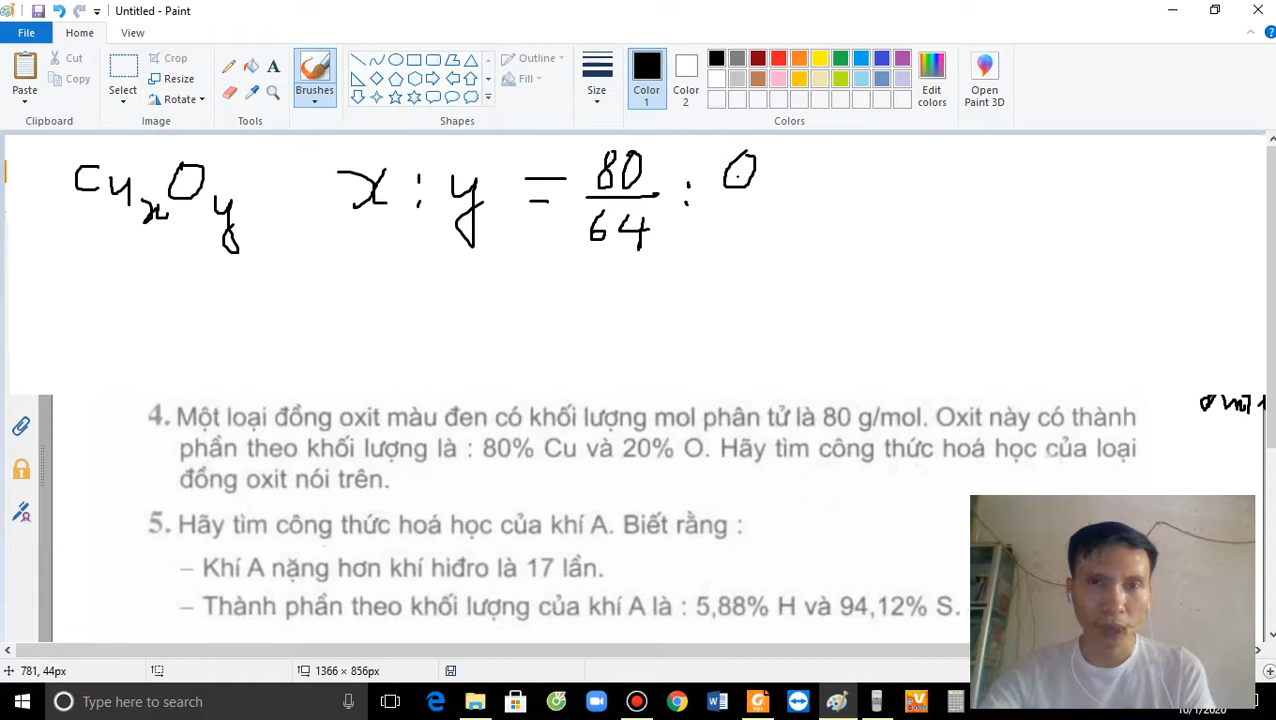 Untitled - Paint
File Home View
Paste
Cut
Copy
Clipboard
Select
Crop
Resize
Rotate
Image
A
Tools
Brushes
Shapes
Outline
Fill
Size
Color 1
Color 2
Edit colors
Colors
Open Paint 3D
CuxOy x : y = 80/64 : 0
4. Một loại đồng oxit màu đen có khối lượng mol phân tử là 80 g/mol. Oxit này có thành
phần theo khối lượng là : 80% Cu và 20% O. Hãy tìm công thức hoá học của loại
đồng oxit nói trên.
5. Hãy tìm công thức hoá học của khí A. Biết rằng :
– Khí A nặng hơn khí hiđro là 17 lần.
– Thành phần theo khối lượng của khí A là : 5,88% H và 94,12% S.
781, 44px
1366 × 856px
Type here to search
10/1/2020